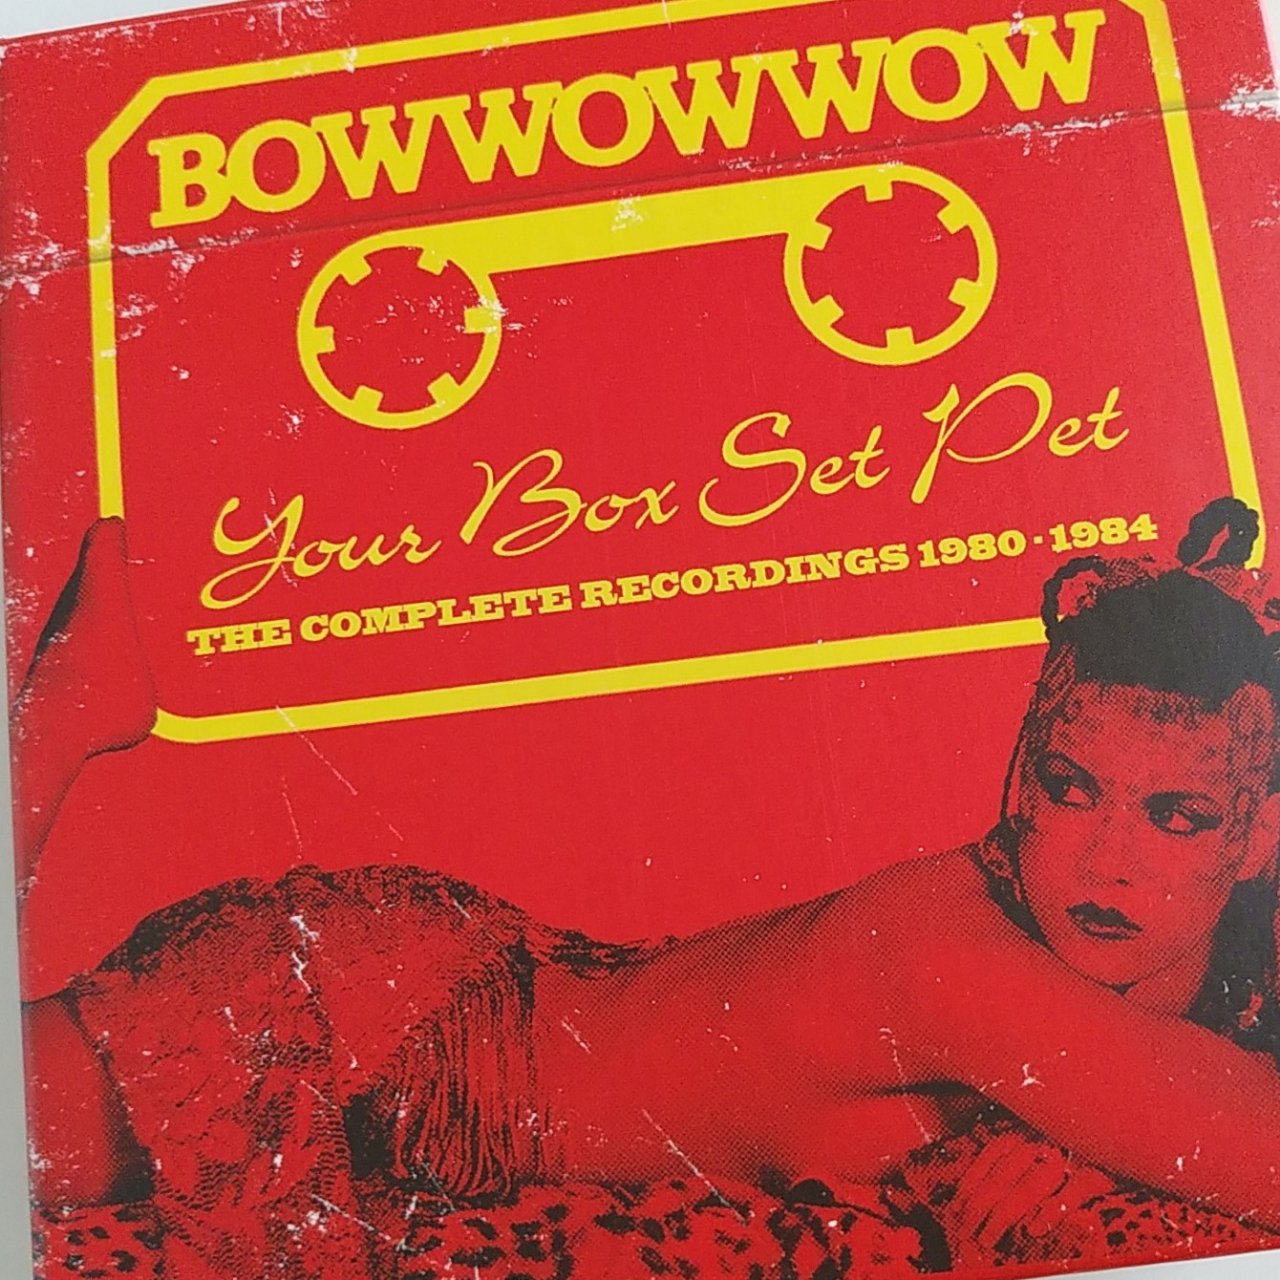 BOWWOWWOW
Your Box Set Pet
THE COMPLETE RECORDINGS 1980 · 1984